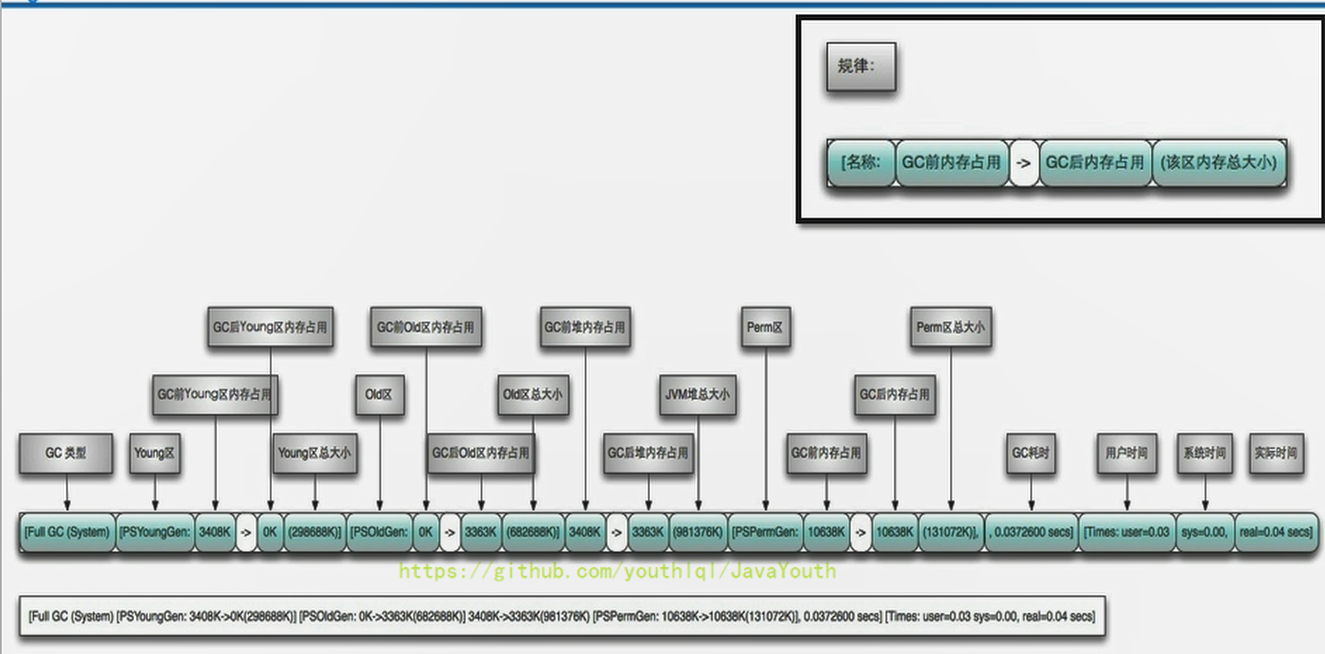 规律：
[名称: GC前内存占用 -> GC后内存占用 (该区内存总大小)
GC后Young区内存占用 GC前Old区内存占用 GC前堆内存占用 Perm区 Perm区总大小
GC前Young区内存占用 Old区 Old区总大小 JVM堆总大小 GC后内存占用
GC 类型 Young区 Young区总大小 GC后Old区内存占用 GC后堆内存占用 GC前内存占用 GC耗时 用户时间 系统时间 实际时间
[Full GC (System) [PSYoungGen: 3408K -> 0K (298688K)] [PSOldGen: 0K -> 3363K (682688K)] 3408K -> 3363K (981376K) [PSPermGen: 10638K -> 10638K (131072K)], , 0.0372600 secs] [Times: user=0.03 sys=0.00, real=0.04 secs]
https://github.com/youthlql/JavaYouth
[Full GC (System) [PSYoungGen: 3408K->0K(298688K)] [PSOldGen: 0K->3363K(682688K)] 3408K->3363K(981376K) [PSPermGen: 10638K->10638K(131072K)], 0.0372600 secs] [Times: user=0.03 sys=0.00, real=0.04 secs]